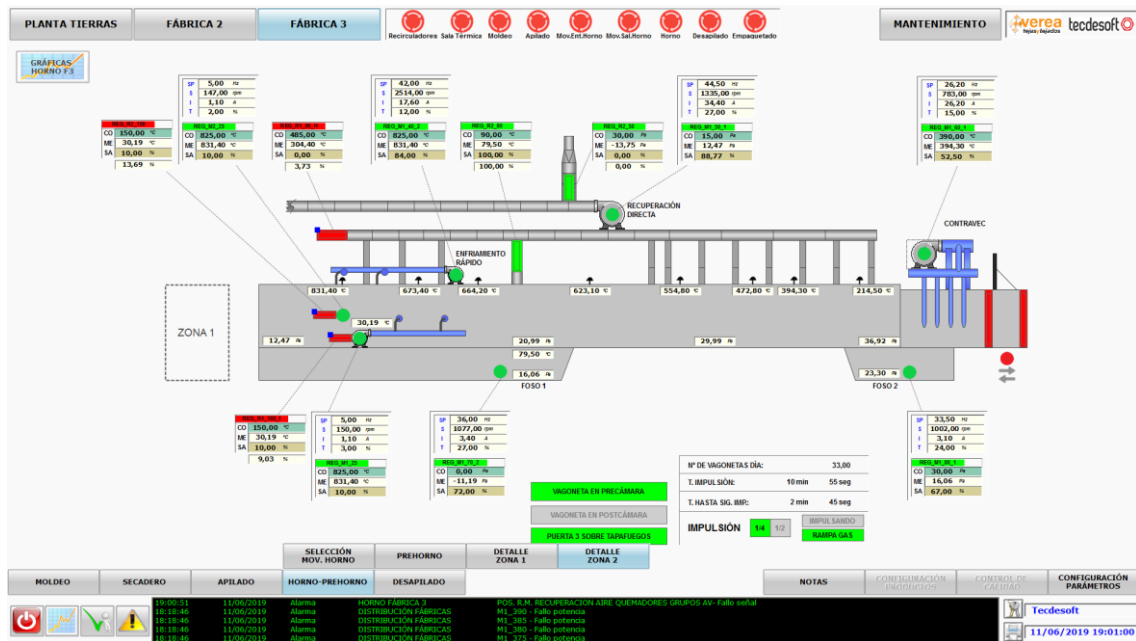 PLANTA TIERRAS
FÁBRICA 2
FÁBRICA 3
Recirculadores Sala Térmica Moldeo Apilado Mov.Ent.Horno Mov.Sal.Horno Horno Desapilado Empaquetado
MANTENIMIENTO
verea
tejas y tejados
tecdesoft
GRÁFICAS
HORNO F3
SP 5,00 Hz
S 147,00 rpm
I 1,10 A
T 2,00 %
SP 42,00 Hz
S 2514,00 rpm
I 17,60 A
T 12,00 %
SP 44,50 Hz
S 1335,00 rpm
I 34,40 A
T 27,00 %
SP 26,20 Hz
S 783,00 rpm
I 26,20 A
T 15,00 %
CO 150,00 °C
ME 30,19 °C
SA 10,00 %
13,69 %
REG_M2_25
CO 825,00 °C
ME 831,40 °C
SA 10,00 %
CO 485,00 °C
ME 304,40 °C
SA 0,00 %
3,73 %
REG_M1_40_2
CO 825,00 °C
ME 831,40 °C
SA 84,00 %
CO 90,00 °C
ME 79,50 °C
SA 100,00 %
100,00 %
CO 30,00 Pa
ME -13,75 Pa
SA 0,00 %
0,00 %
CO 15,00 Pa
ME 12,47 Pa
SA 88,77 %
CO 390,00 °C
ME 394,30 °C
SA 52,50 %
RECUPERACIÓN
DIRECTA
CONTRAVEC
ENFRIAMIENTO
RÁPIDO
831,40 °C
673,40 °C
664,20 °C
623,10 °C
554,80 °C
472,80 °C
394,30 °C
214,50 °C
ZONA 1
30,19 °C
12,47 Pa
20,99 Pa
29,99 Pa
36,92 Pa
79,50 °C
16,06 Pa
23,30 Pa
FOSO 1
FOSO 2
CO 150,00 °C
ME 30,19 °C
SA 10,00 %
9,03 %
SP 5,00 Hz
S 150,00 rpm
I 1,10 A
T 3,00 %
REG_M1_25
CO 825,00 °C
ME 831,40 °C
SA 10,00 %
SP 36,00 Hz
S 1077,00 rpm
I 3,40 A
T 27,00 %
REG_M1_70_2
CO 0,00 Pa
ME -11,19 Pa
SA 72,00 %
SP 33,50 Hz
S 1002,00 rpm
I 3,10 A
T 24,00 %
CO 30,00 Pa
ME 16,06 Pa
SA 67,00 %
VAGONETA EN PRECÁMARA
VAGONETA EN POSTCÁMARA
PUERTA 3 SOBRE TAPAFUEGOS
Nº DE VAGONETAS DÍA: 33,00
T. IMPULSIÓN: 10 min 55 seg
T. HASTA SIG. IMP.: 2 min 45 seg
IMPULSIÓN 1/4 1/2
IMPULSANDO
RAMPA GAS
SELECCIÓN
MOV. HORNO
PREHORNO
DETALLE
ZONA 1
DETALLE
ZONA 2
MOLDEO
SECADERO
APILADO
HORNO-PREHORNO
DESAPILADO
NOTAS
CONFIGURACIÓN
PRODUCTOS
CONTROL DE
CALIDAD
CONFIGURACIÓN
PARÁMETROS
19:00:51 11/06/2019 Alarma HORNO FÁBRICA 3 POS. R.M. RECUPERACION AIRE QUEMADORES GRUPOS AV- Fallo señal
18:18:46 11/06/2019 Alarma DISTRIBUCIÓN FÁBRICAS M1_390 - Fallo potencia
18:18:46 11/06/2019 Alarma DISTRIBUCIÓN FÁBRICAS M1_385 - Fallo potencia
18:18:46 11/06/2019 Alarma DISTRIBUCIÓN FÁBRICAS M1_380 - Fallo potencia
18:18:46 11/06/2019 Alarma DISTRIBUCIÓN FÁBRICAS M1_375 - Fallo potencia
Tecdesoft
11/06/2019 19:01:00